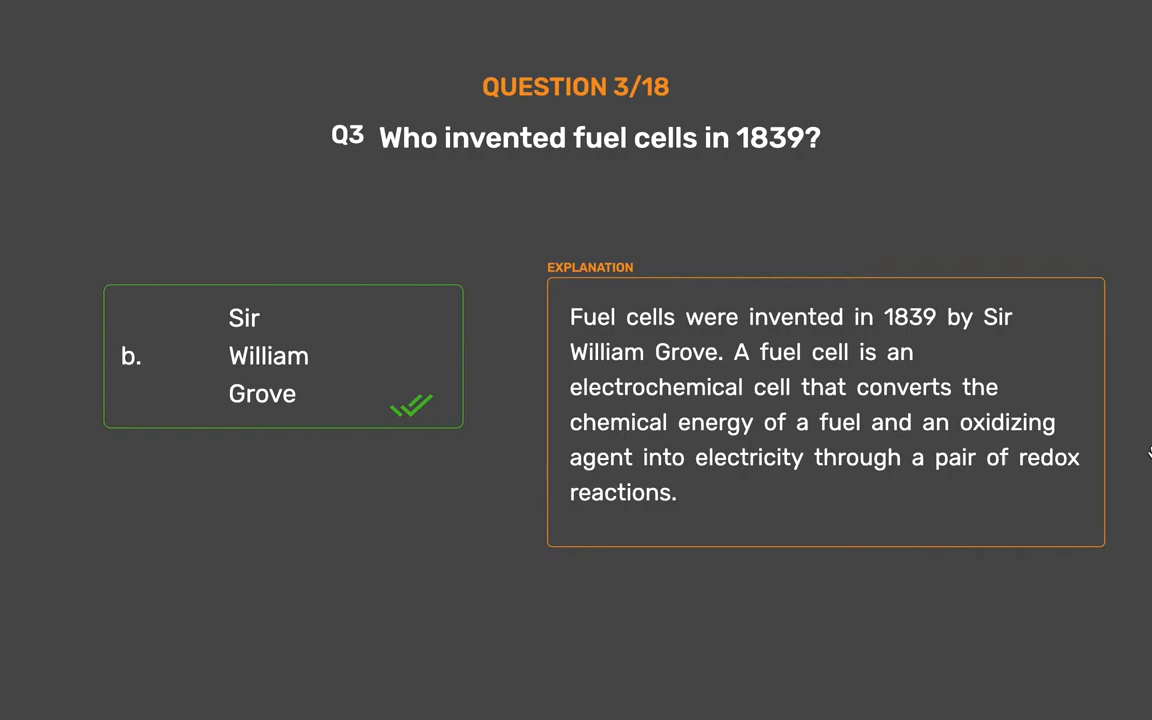 QUESTION 3/18
Q3 Who invented fuel cells in 1839?
b.
Sir
William
Grove
EXPLANATION
Fuel cells were invented in 1839 by Sir
William Grove. A fuel cell is an
electrochemical cell that converts the
chemical energy of a fuel and an oxidizing
agent into electricity through a pair of redox
reactions.